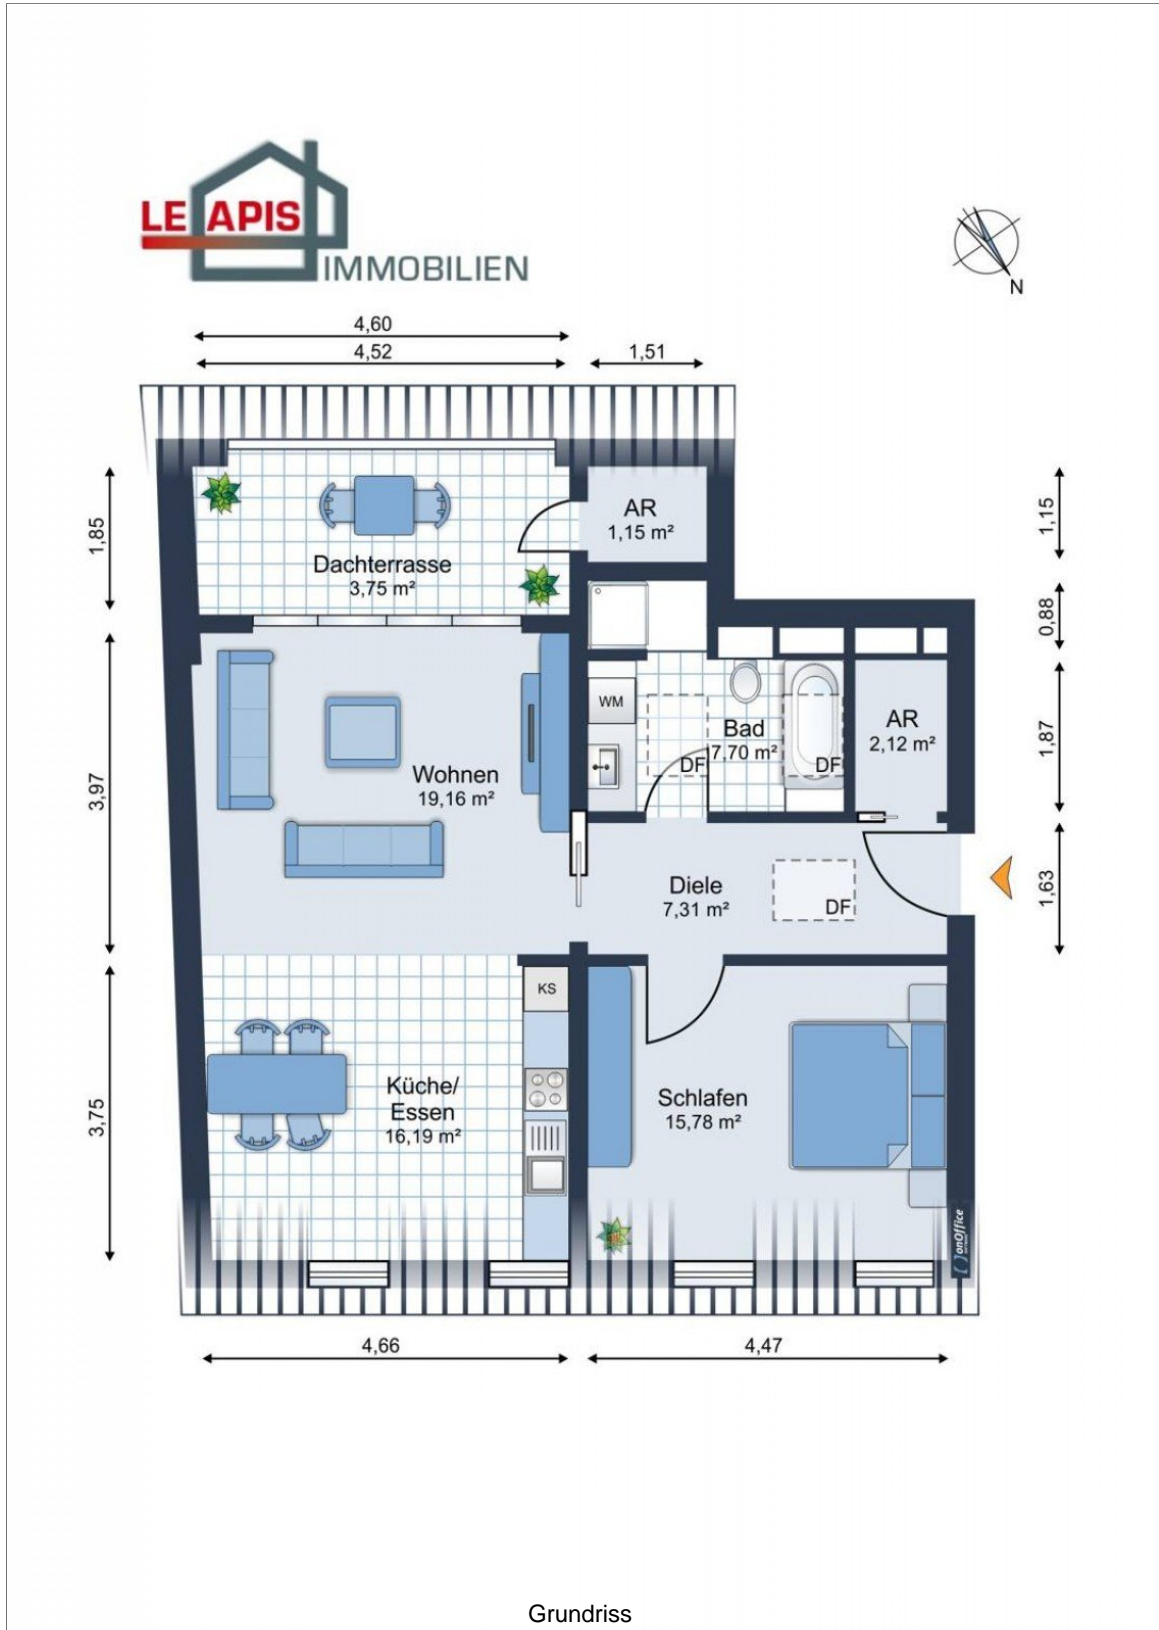 LE APIS
IMMOBILIEN
N
4,60
4,52
1,51
1,85
AR
1,15 m²
1,15
Dachterrasse
3,75 m²
0,88
WM
Bad
7,70 m²
DF
DF
AR
2,12 m²
1,87
3,97
Wohnen
19,16 m²
Diele
7,31 m²
DF
1,63
KS
3,75
Küche/
Essen
16,19 m²
Schlafen
15,78 m²
onOffice
4,66
4,47
Grundriss